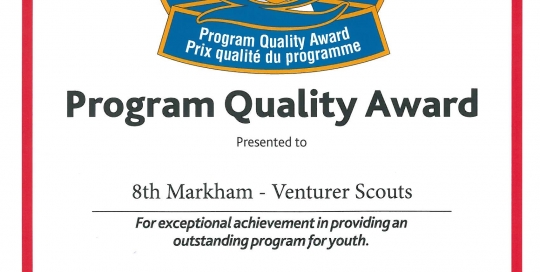 Program Quality Award
Prix qualité du programme
Program Quality Award
Presented to
8th Markham - Venturer Scouts
For exceptional achievement in providing an
outstanding program for youth.